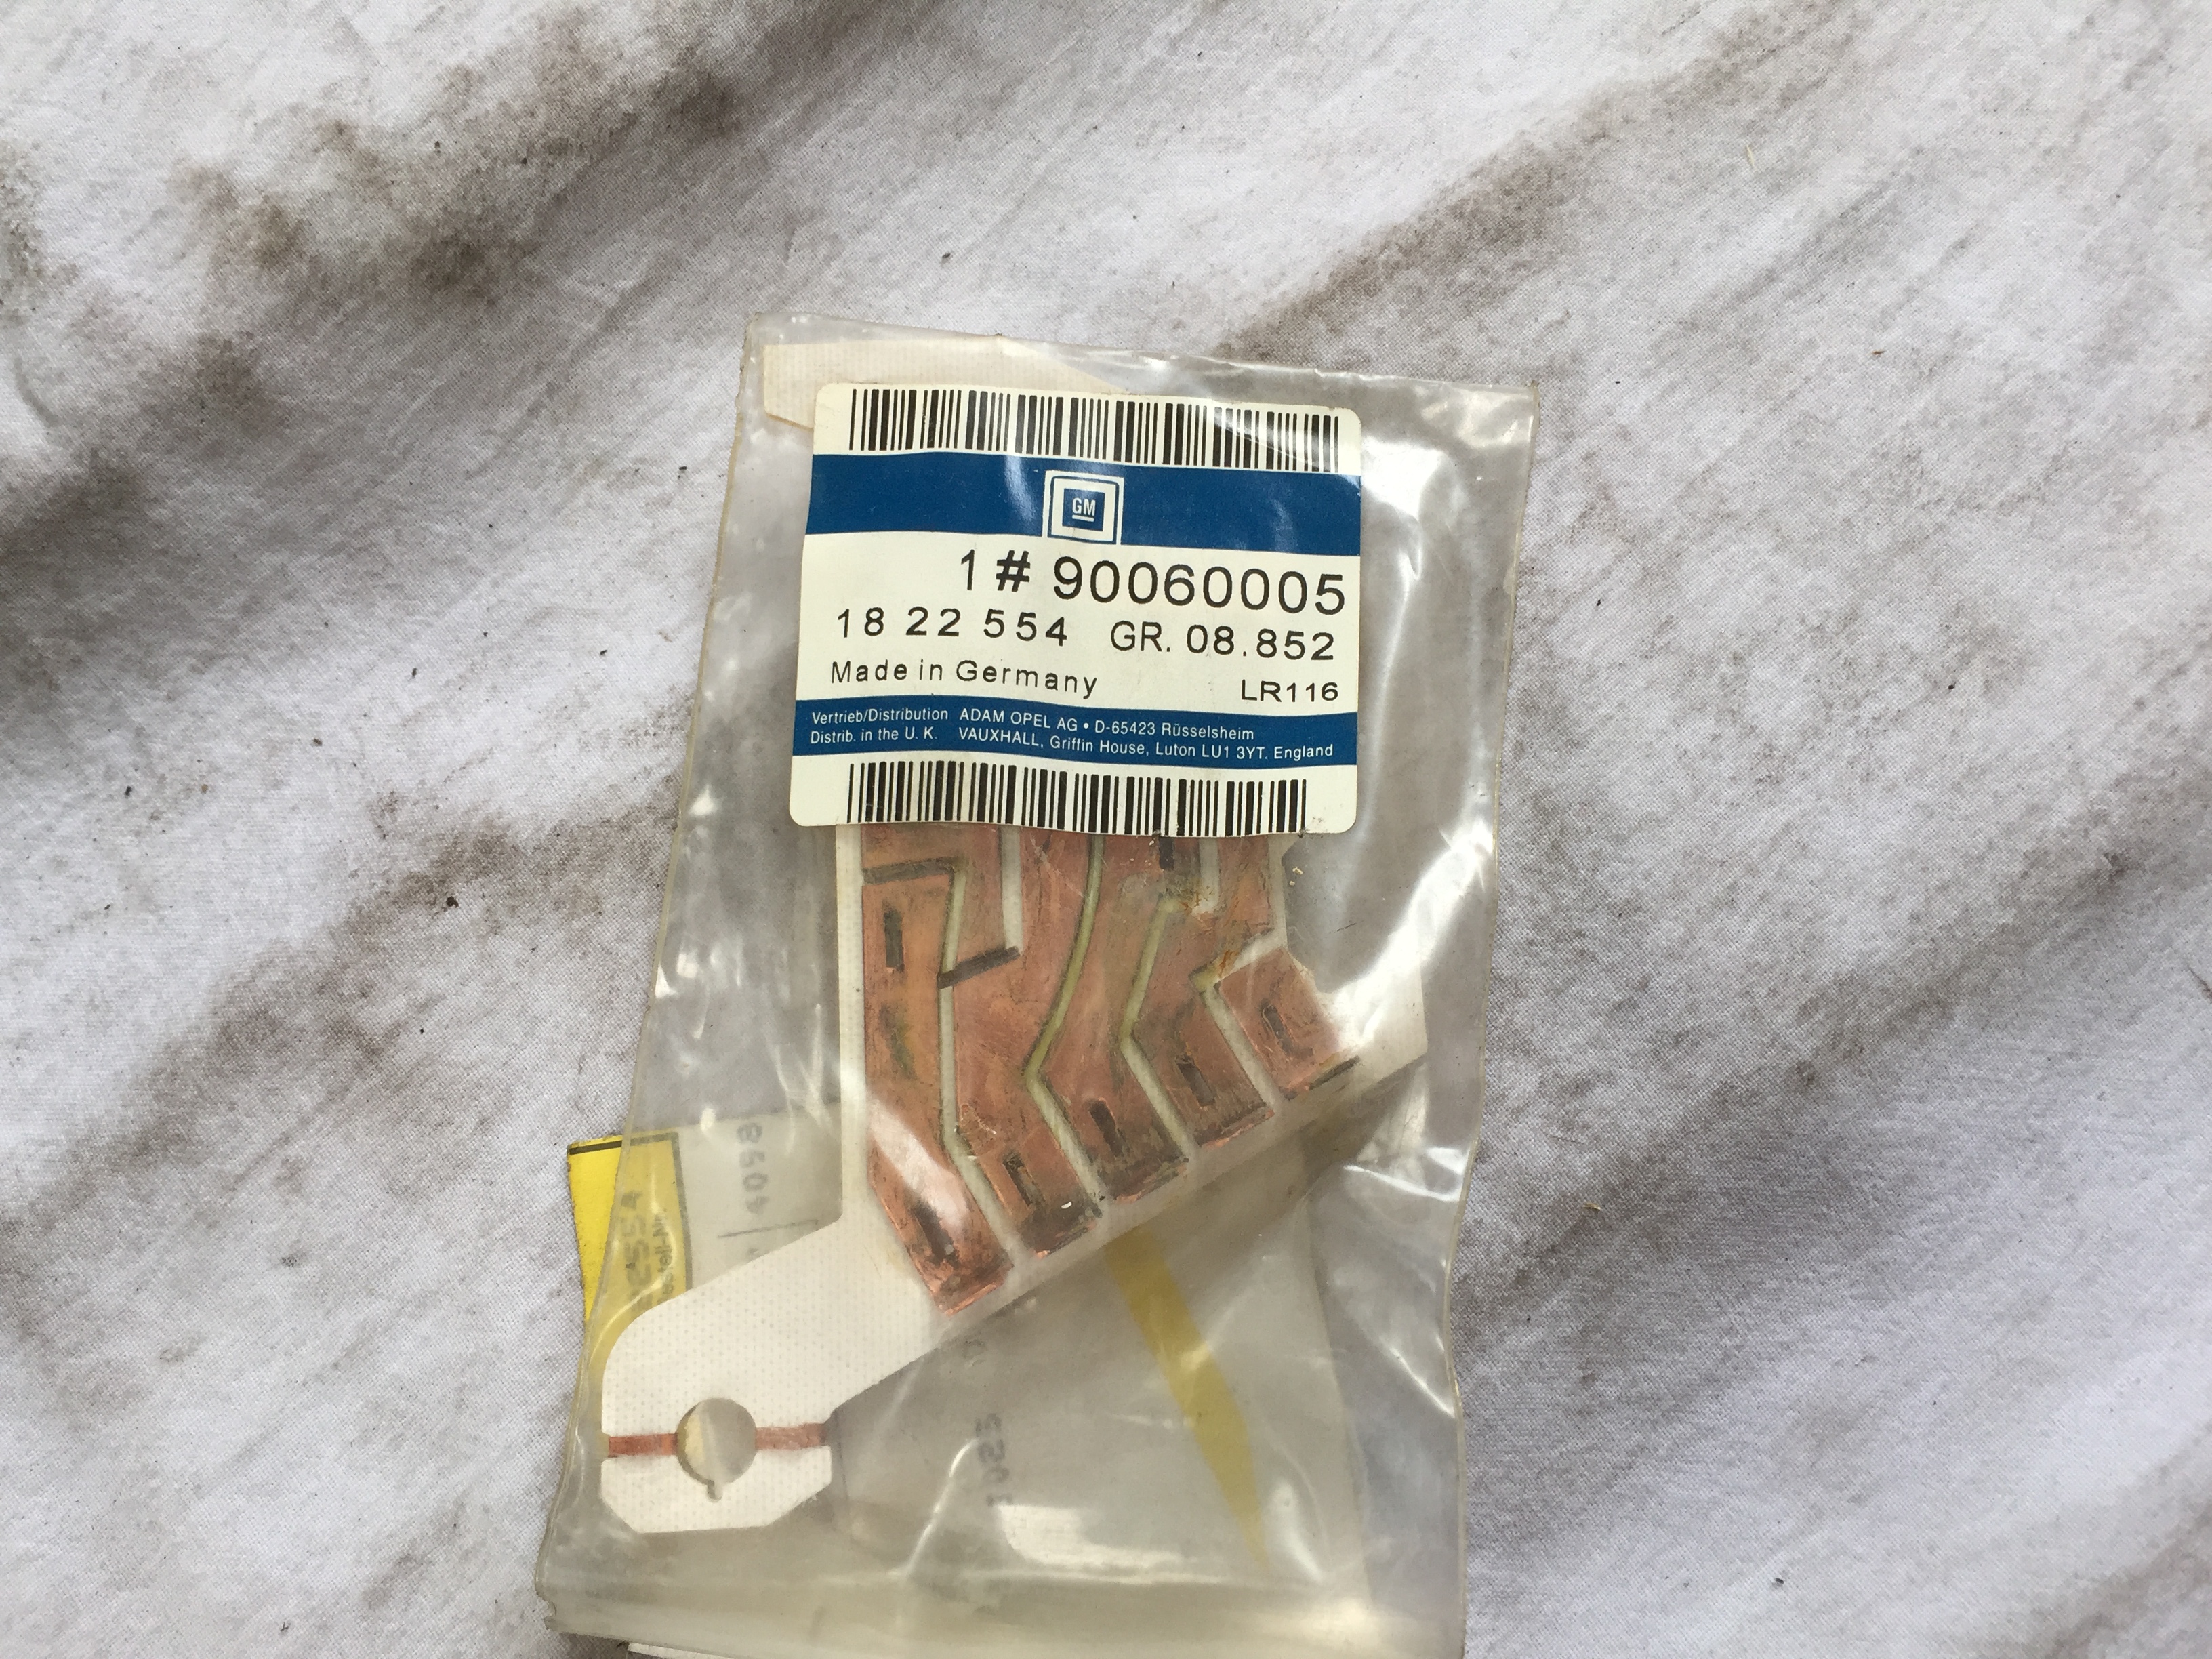 GM
1 # 90060005
18 22 554 GR. 08.852
Made in Germany LR116
Vertrieb/Distribution ADAM OPEL AG • D-65423 Rüsselsheim
Distrib. in the U. K. VAUXHALL, Griffin House, Luton LU1 3YT. England